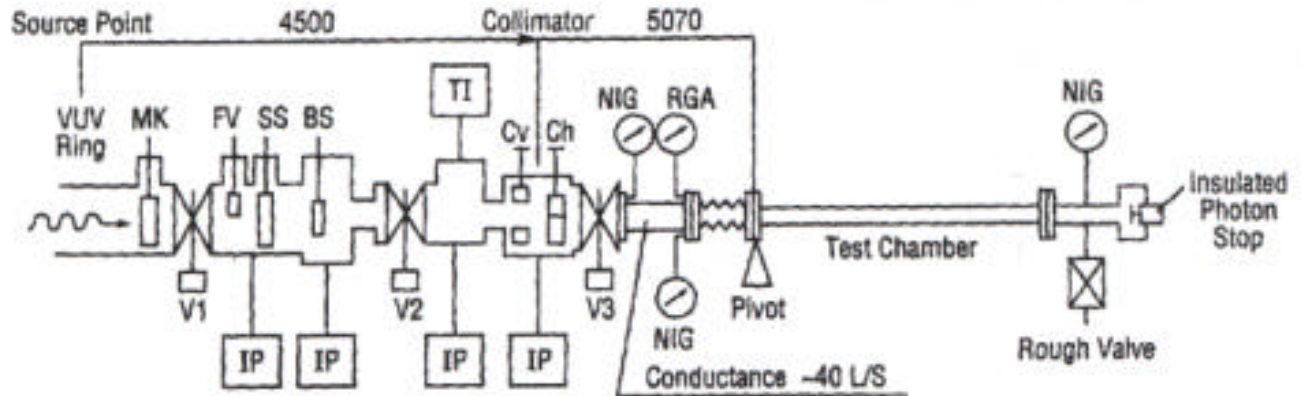 Source Point 4500 Collimator 5070
TI
NIG RGA
NIG
VUV
Ring
MK
FV SS BS
Cv Ch
Insulated
Photon
Stop
Test Chamber
V1
V2
V3
NIG
Pivot
IP IP IP IP
Rough Valve
Conductance ~40 L/S